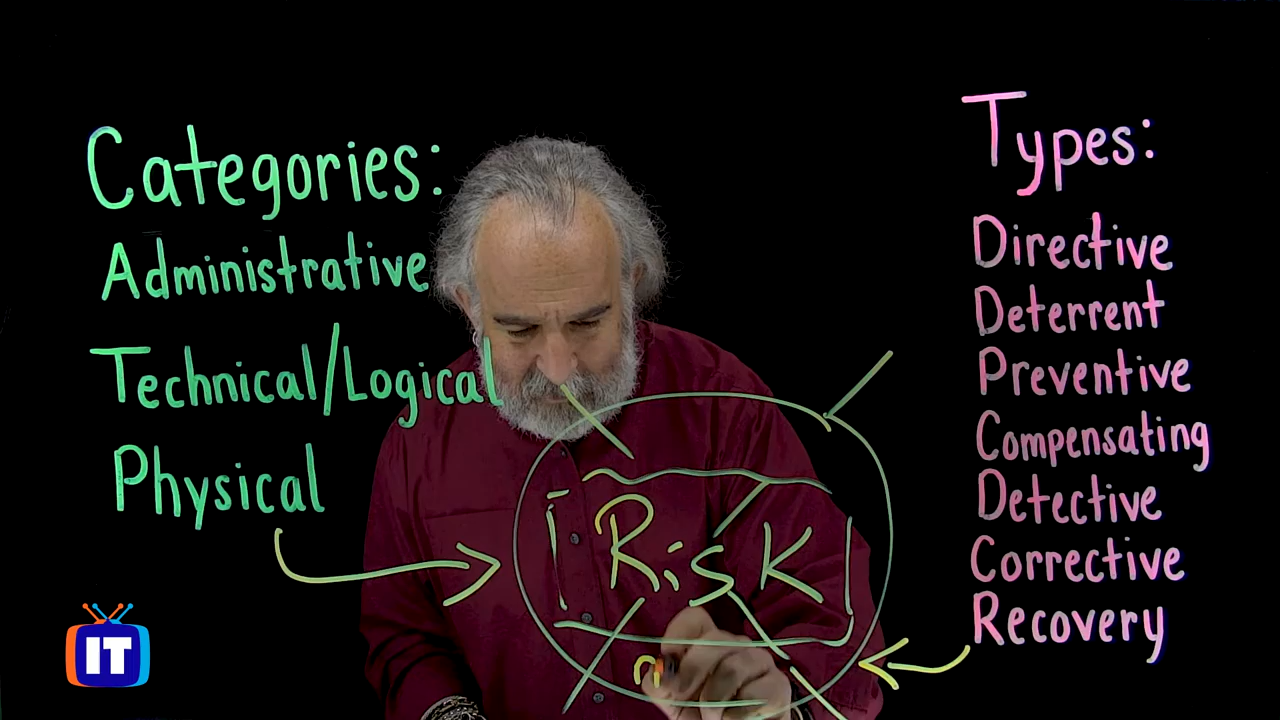 Categories:
Administrative
Technical/Logical
Physical
Risk
Types:
Directive
Deterrent
Preventive
Compensating
Detective
Corrective
Recovery
IT